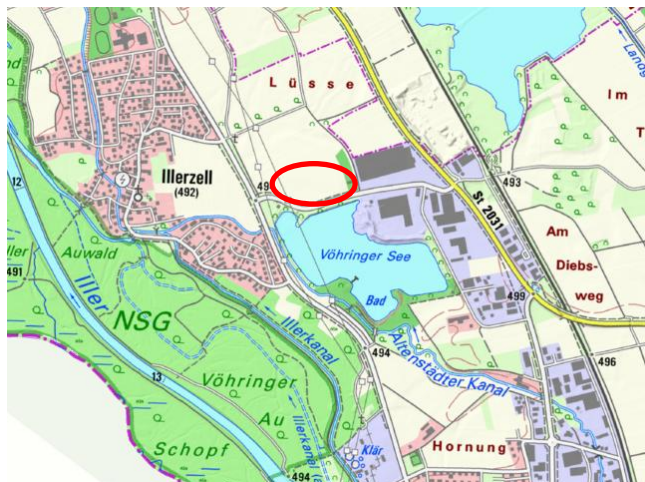 Lüsse
Im
Illerzell
(492)
493
12
St 2031
Auwald
Vöhringer See
Am
Diebs-
weg
491
Iller
NSG
Bad
499
Illerkanal
494
Altenstädter Kanal
496
13
Vöhringer
Au
Illerkanal
Hornung
Schopf
Klär
494